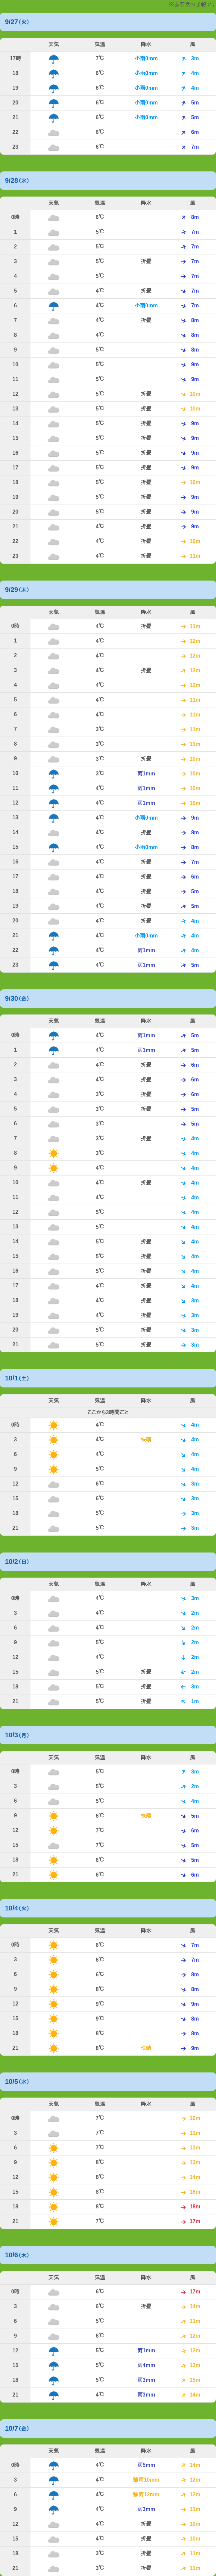 9/27(火)
天気 気温 降水 風
17時 7℃ 小雨0mm 3m
18 6℃ 小雨0mm 4m
19 6℃ 小雨0mm 4m
20 6℃ 小雨0mm 5m
21 6℃ 小雨0mm 5m
22 6℃ 6m
23 6℃ 7m
9/28(水)
天気 気温 降水 風
0時 6℃ 8m
1 5℃ 7m
2 5℃ 7m
3 5℃ 折畳 7m
4 5℃ 7m
5 4℃ 折畳 7m
6 4℃ 小雨0mm 7m
7 4℃ 折畳 8m
8 4℃ 8m
9 5℃ 8m
10 5℃ 9m
11 5℃ 9m
12 5℃ 折畳 10m
13 5℃ 折畳 10m
14 5℃ 折畳 9m
15 5℃ 折畳 9m
16 5℃ 折畳 9m
17 5℃ 折畳 9m
18 5℃ 折畳 10m
19 5℃ 折畳 9m
20 5℃ 折畳 9m
21 4℃ 折畳 9m
22 4℃ 折畳 10m
23 4℃ 折畳 11m
9/29(木)
天気 気温 降水 風
0時 4℃ 折畳 11m
1 4℃ 12m
2 4℃ 12m
3 4℃ 折畳 13m
4 4℃ 12m
5 4℃ 11m
6 4℃ 11m
7 3℃ 11m
8 3℃ 11m
9 3℃ 折畳 10m
10 3℃ 雨1mm 10m
11 4℃ 雨1mm 10m
12 4℃ 雨1mm 10m
13 4℃ 小雨0mm 9m
14 4℃ 折畳 8m
15 4℃ 小雨0mm 8m
16 4℃ 折畳 7m
17 4℃ 折畳 6m
18 4℃ 折畳 5m
19 4℃ 折畳 5m
20 4℃ 折畳 4m
21 4℃ 小雨0mm 4m
22 4℃ 雨1mm 4m
23 4℃ 雨1mm 5m
9/30(金)
天気 気温 降水 風
0時 4℃ 雨1mm 5m
1 4℃ 雨1mm 5m
2 4℃ 折畳 6m
3 4℃ 折畳 6m
4 3℃ 折畳 6m
5 3℃ 折畳 5m
6 3℃ 5m
7 3℃ 折畳 4m
8 3℃ 4m
9 4℃ 4m
10 4℃ 折畳 4m
11 4℃ 4m
12 5℃ 4m
13 5℃ 4m
14 5℃ 折畳 4m
15 5℃ 折畳 4m
16 5℃ 折畳 4m
17 4℃ 折畳 4m
18 4℃ 折畳 3m
19 4℃ 折畳 3m
20 5℃ 折畳 3m
21 5℃ 折畳 3m
10/1(土)
天気 気温 降水 風
ここから3時間ごと
0時 4℃ 4m
3 4℃ 快晴 4m
6 4℃ 4m
9 5℃ 4m
12 6℃ 3m
15 6℃ 3m
18 5℃ 3m
21 5℃ 3m
10/2(日)
天気 気温 降水 風
0時 4℃ 3m
3 4℃ 2m
6 4℃ 2m
9 5℃ 2m
12 4℃ 2m
15 5℃ 折畳 2m
18 5℃ 折畳 3m
21 5℃ 折畳 1m
10/3(月)
天気 気温 降水 風
0時 5℃ 3m
3 5℃ 2m
6 5℃ 4m
9 6℃ 快晴 5m
12 7℃ 6m
15 7℃ 5m
18 6℃ 5m
21 6℃ 6m
10/4(火)
天気 気温 降水 風
0時 6℃ 7m
3 6℃ 7m
6 6℃ 8m
9 8℃ 8m
12 9℃ 9m
15 9℃ 8m
18 8℃ 8m
21 8℃ 快晴 9m
10/5(水)
天気 気温 降水 風
0時 7℃ 10m
3 7℃ 11m
6 7℃ 13m
9 8℃ 13m
12 8℃ 14m
15 8℃ 16m
18 8℃ 18m
21 7℃ 17m
10/6(木)
天気 気温 降水 風
0時 6℃ 17m
3 6℃ 折畳 14m
6 5℃ 11m
9 6℃ 12m
12 5℃ 雨1mm 12m
15 5℃ 雨4mm 13m
18 5℃ 雨3mm 15m
21 4℃ 雨3mm 14m
10/7(金)
天気 気温 降水 風
0時 4℃ 雨5mm 14m
3 4℃ 強雨10mm 12m
6 4℃ 強雨12mm 12m
9 4℃ 雨3mm 11m
12 4℃ 折畳 10m
15 4℃ 折畳 10m
18 3℃ 折畳 11m
21 3℃ 折畳 11m